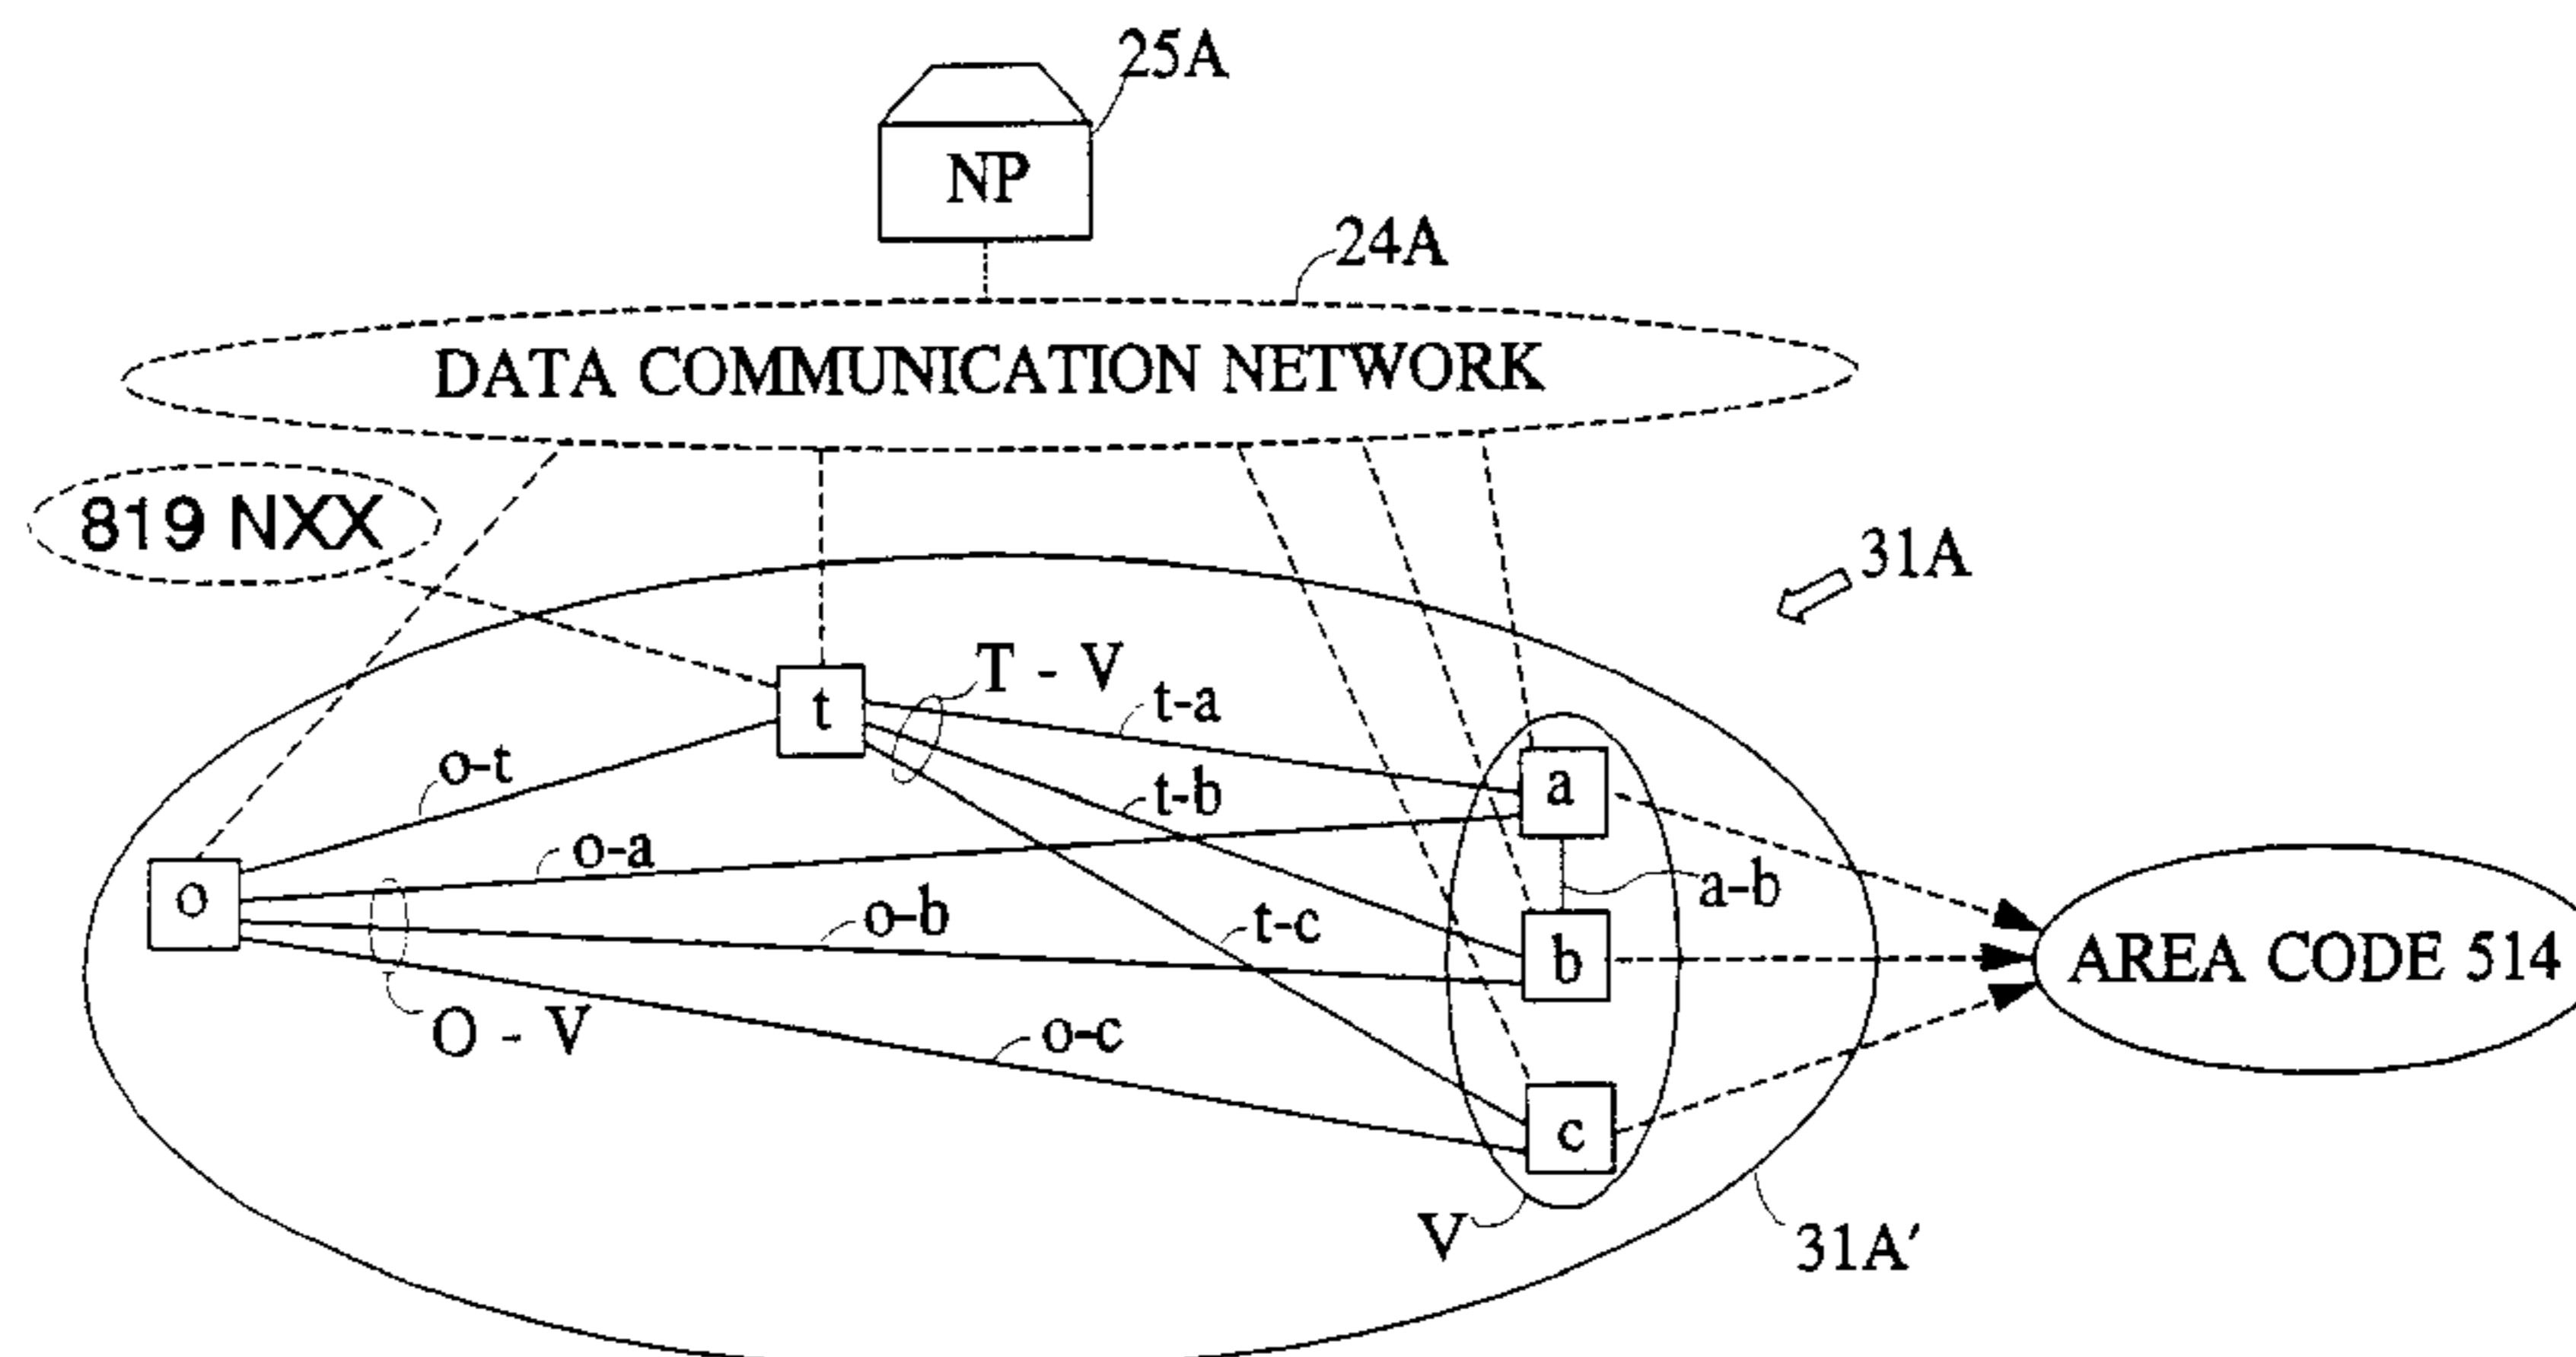 25A
NP
24A
DATA COMMUNICATION NETWORK
819 NXX
31A
T - V
t-a
t
o-t
t-b
a
o-a
a-b
o
o-b
t-c
b
AREA CODE 514
O - V
o-c
c
V
31A'